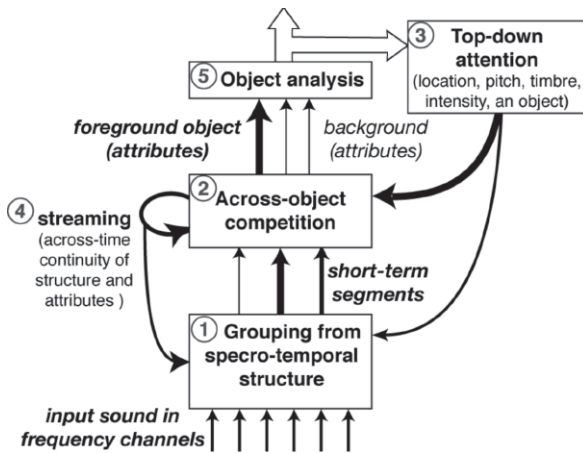 3 Top-down
attention
(location, pitch, timbre,
intensity, an object)
5 Object analysis
foreground object
(attributes)
background
(attributes)
2 Across-object
competition
4 streaming
(across-time
continuity of
structure and
attributes )
short-term
segments
1 Grouping from
specro-temporal
structure
input sound in
frequency channels